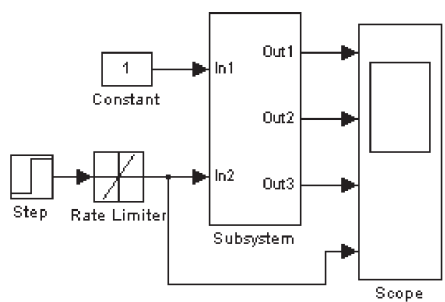 1
Constant
In1
Out1
Out2
In2
Out3
Step
Rate Limiter
Subsystem
Scope